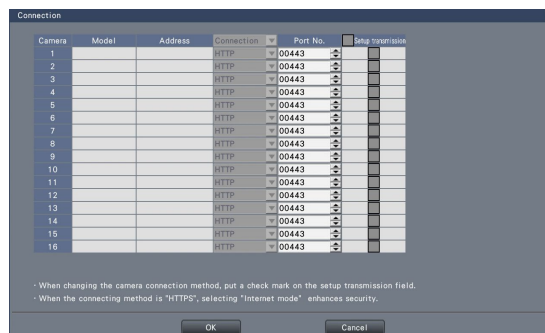 Connection
Camera Model Address Connection Port No. Setup transmission
1 HTTP 00443
2 HTTP 00443
3 HTTP 00443
4 HTTP 00443
5 HTTP 00443
6 HTTP 00443
7 HTTP 00443
8 HTTP 00443
9 HTTP 00443
10 HTTP 00443
11 HTTP 00443
12 HTTP 00443
13 HTTP 00443
14 HTTP 00443
15 HTTP 00443
16 HTTP 00443
· When changing the camera connection method, put a check mark on the setup transmission field.
· When the connecting method is "HTTPS", selecting "Internet mode" enhances security.
OK Cancel